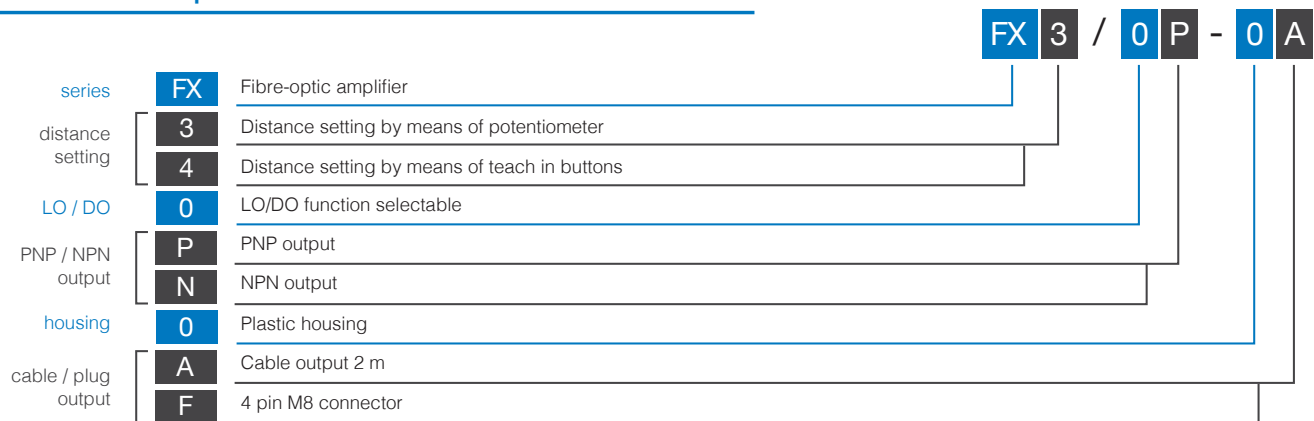 FX 3 / 0 P - 0 A
series FX Fibre-optic amplifier
distance setting
3 Distance setting by means of potentiometer
4 Distance setting by means of teach in buttons
LO / DO 0 LO/DO function selectable
PNP / NPN output
P PNP output
N NPN output
housing 0 Plastic housing
cable / plug output
A Cable output 2 m
F 4 pin M8 connector